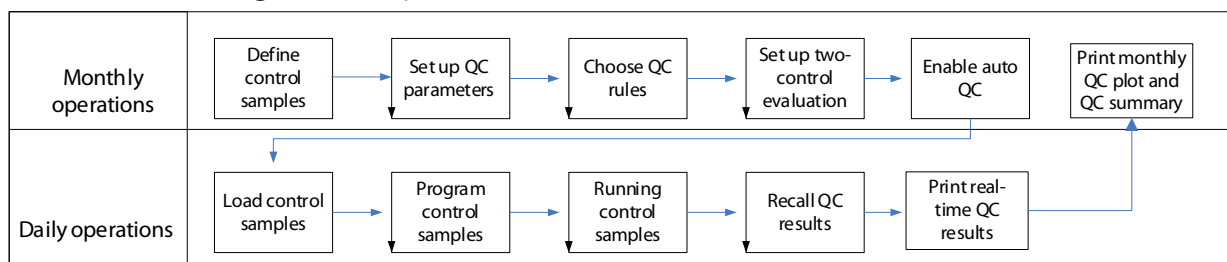 Monthly
operations
Define
control
samples
Set up QC
parameters
Choose QC
rules
Set up two-
control
evaluation
Enable auto
QC
Print monthly
QC plot and
QC summary
Daily operations
Load control
samples
Program
control
samples
Running
control
samples
Recall QC
results
Print real-
time QC
results